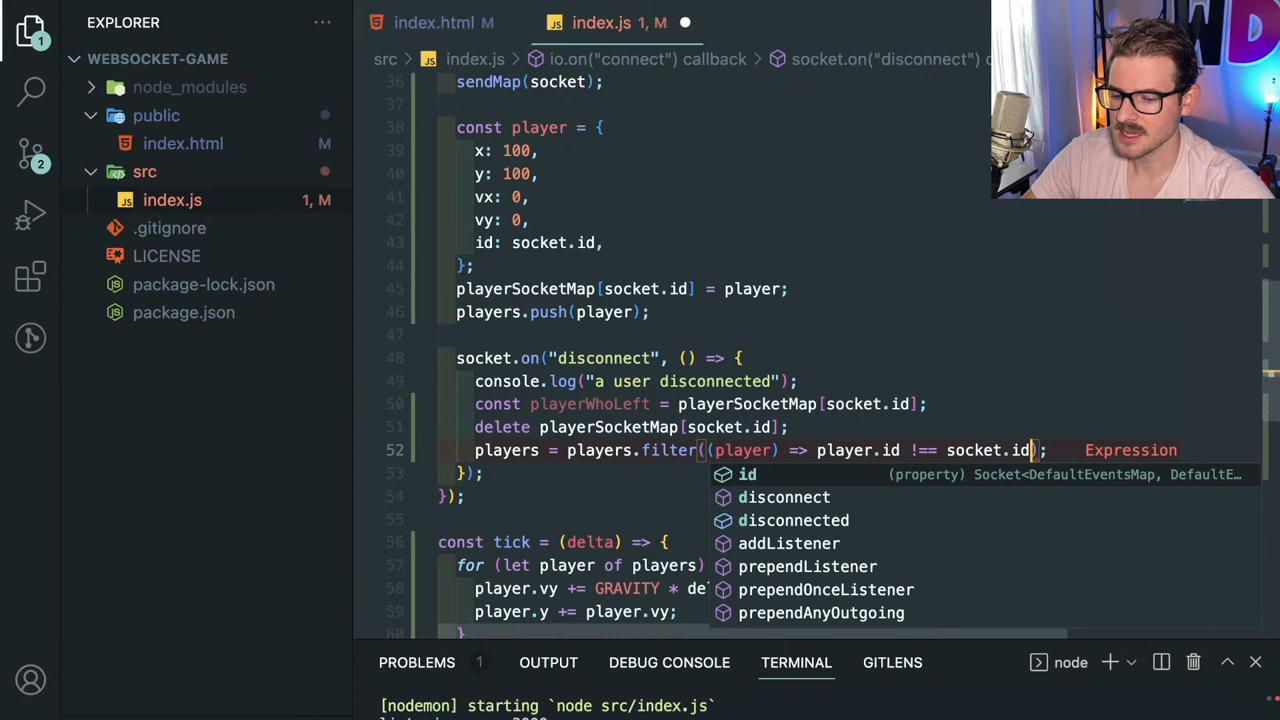 EXPLORER
WEBSOCKET-GAME
node_modules
public
index.html M
src
index.js 1, M
.gitignore
LICENSE
package-lock.json
package.json
1
2
index.html M
index.js 1, M
src > index.js > io.on("connect") callback > socket.on("disconnect") c
36 sendMap(socket);
37
38 const player = {
39 x: 100,
40 y: 100,
41 vx: 0,
42 vy: 0,
43 id: socket.id,
44 };
45 playerSocketMap[socket.id] = player;
46 players.push(player);
47
48 socket.on("disconnect", () => {
49 console.log("a user disconnected");
50 const playerWhoLeft = playerSocketMap[socket.id];
51 delete playerSocketMap[socket.id];
52 players = players.filter((player) => player.id !== socket.id); Expression
53 });
54 });
55
56 const tick = (delta) => {
57 for (let player of players)
58 player.vy += GRAVITY * de
59 player.y += player.vy;
60 }
id (property) Socket<DefaultEventsMap, DefaultE...
disconnect
disconnected
addListener
prependListener
prependOnceListener
prependAnyOutgoing
PROBLEMS 1 OUTPUT DEBUG CONSOLE TERMINAL GITLENS node
[nodemon] starting `node src/index.js`